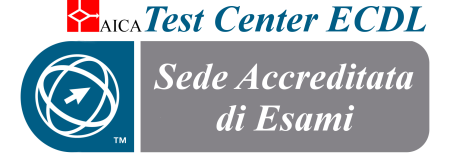 AICA Test Center ECDL
Sede Accreditata
di Esami
TM